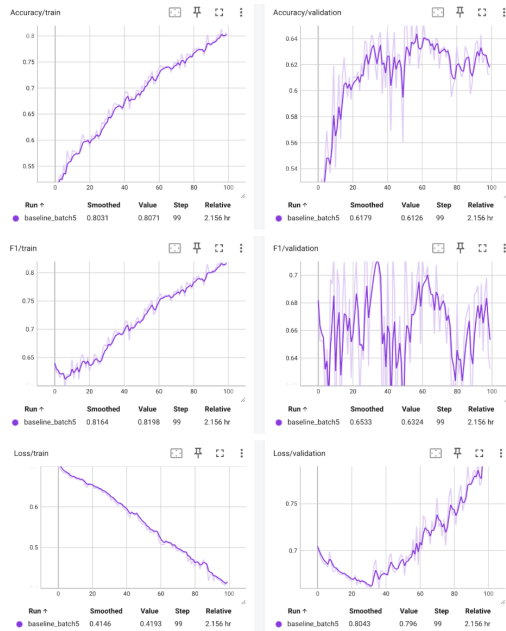 Accuracy/train
0.8
0.75
0.7
0.65
0.6
0.55
0 20 40 60 80 100
Run ↑ Smoothed Value Step Relative
baseline_batch5 0.8031 0.8071 99 2.156 hr
Accuracy/validation
0.64
0.62
0.6
0.58
0.56
0.54
0 20 40 60 80 100
Run ↑ Smoothed Value Step Relative
baseline_batch5 0.6179 0.6126 99 2.156 hr
F1/train
0.8
0.75
0.7
0.65
0 20 40 60 80 100
Run ↑ Smoothed Value Step Relative
baseline_batch5 0.8164 0.8198 99 2.156 hr
F1/validation
0.7
0.68
0.66
0.64
0 20 40 60 80 100
Run ↑ Smoothed Value Step Relative
baseline_batch5 0.6533 0.6324 99 2.156 hr
Loss/train
0.6
0.5
0 20 40 60 80 100
Run ↑ Smoothed Value Step Relative
baseline_batch5 0.4146 0.4193 99 2.156 hr
Loss/validation
0.75
0.7
0 20 40 60 80 100
Run ↑ Smoothed Value Step Relative
baseline_batch5 0.8043 0.796 99 2.156 hr